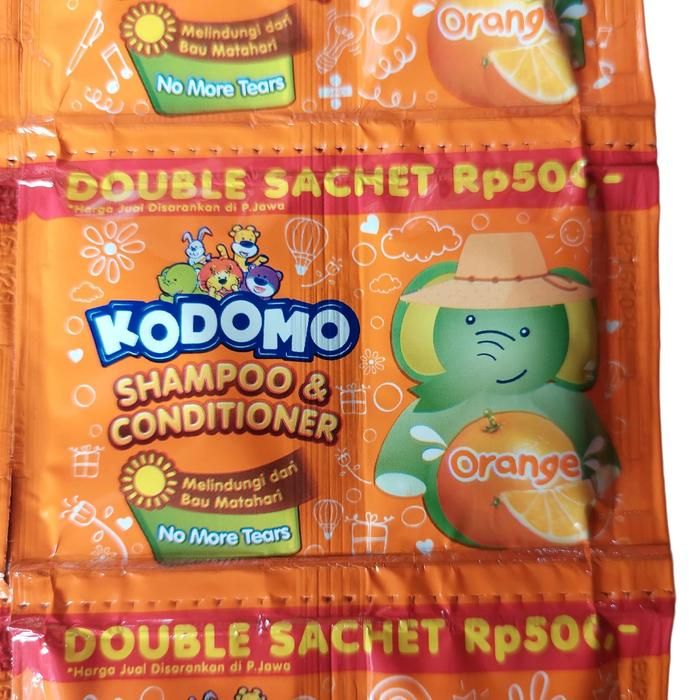 Melindungi dari
Bau Matahari
No More Tears
Orange
DOUBLE SACHET Rp500,-
*Harga Jual Disarankan di P.Jawa
KODOMO
SHAMPOO &
CONDITIONER
Melindungi dari
Bau Matahari
No More Tears
Orange
DOUBLE SACHET Rp500,-
*Harga Jual Disarankan di P.Jawa